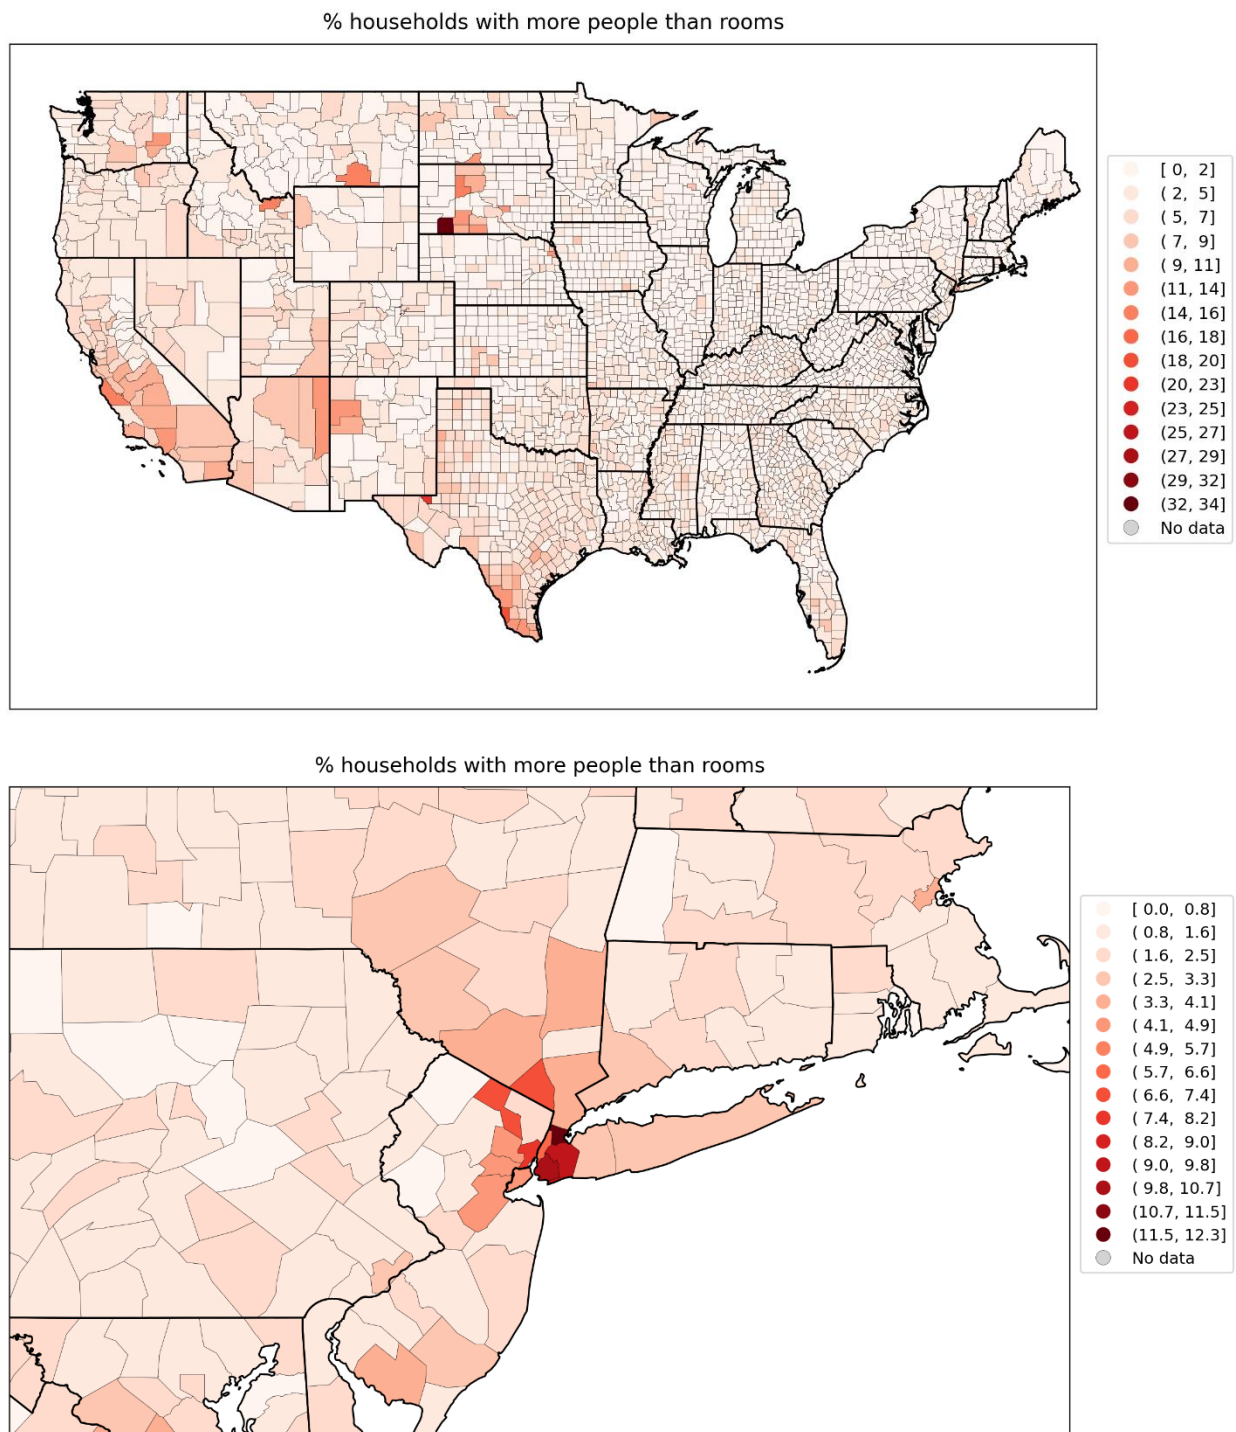 % households with more people than rooms
[ 0,  2]
( 2,  5]
( 5,  7]
( 7,  9]
( 9, 11]
(11, 14]
(14, 16]
(16, 18]
(18, 20]
(20, 23]
(23, 25]
(25, 27]
(27, 29]
(29, 32]
(32, 34]
No data
% households with more people than rooms
[ 0.0,  0.8]
( 0.8,  1.6]
( 1.6,  2.5]
( 2.5,  3.3]
( 3.3,  4.1]
( 4.1,  4.9]
( 4.9,  5.7]
( 5.7,  6.6]
( 6.6,  7.4]
( 7.4,  8.2]
( 8.2,  9.0]
( 9.0,  9.8]
( 9.8, 10.7]
(10.7, 11.5]
(11.5, 12.3]
No data